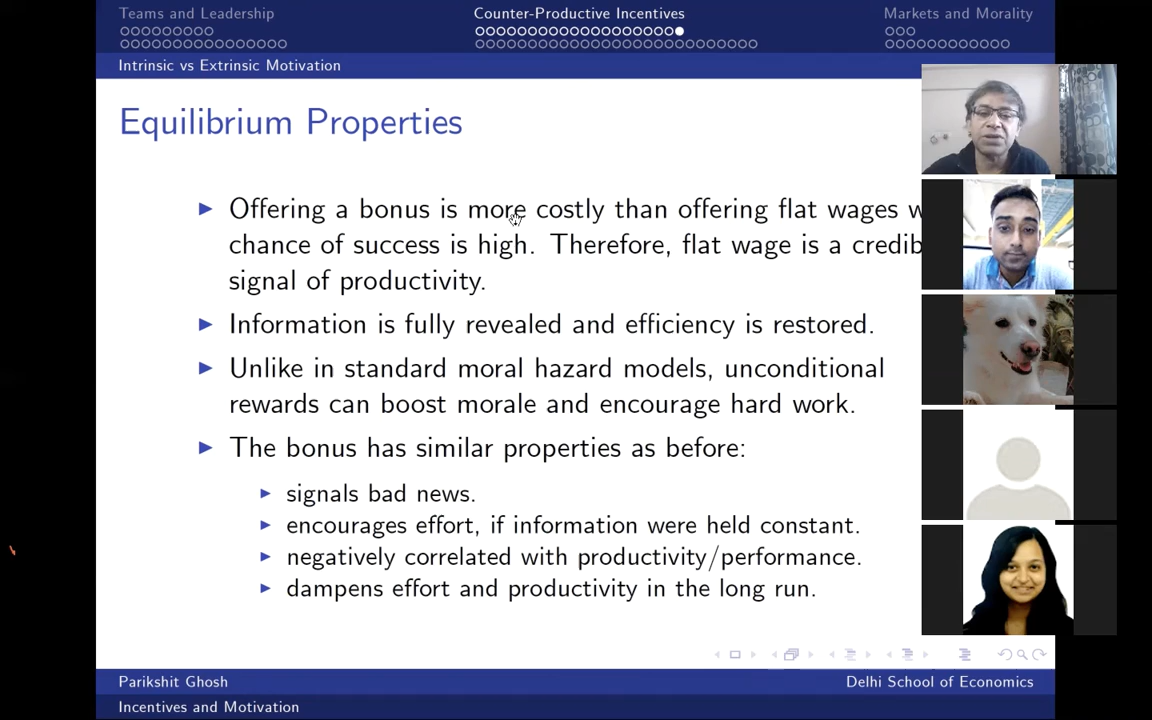 Teams and Leadership
Counter-Productive Incentives
Markets and Morality
Intrinsic vs Extrinsic Motivation
Equilibrium Properties
Offering a bonus is more costly than offering flat wages
chance of success is high. Therefore, flat wage is a
signal of productivity.
Information is fully revealed and efficiency is restored.
Unlike in standard moral hazard models, unconditional
rewards can boost morale and encourage hard work.
The bonus has similar properties as before:
signals bad news.
encourages effort, if information were held constant.
negatively correlated with productivity/performance.
dampens effort and productivity in the long run.
Parikshit Ghosh
Delhi School of Economics
Incentives and Motivation